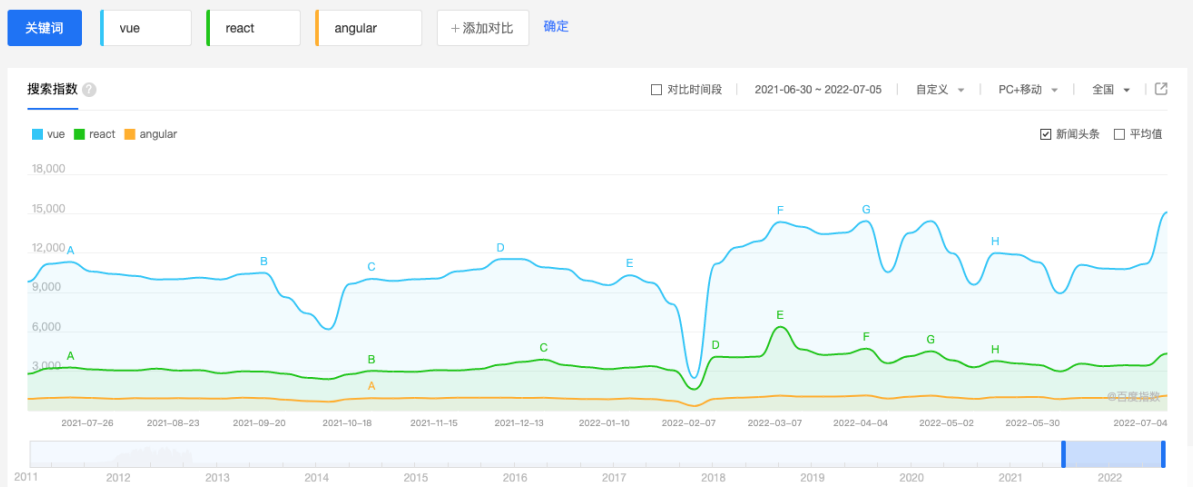 关键词 vue react angular +添加对比 确定
搜索指数 ? 对比时间段 2021-06-30 ~ 2022-07-05 自定义 PC+移动 全国
vue react angular 新闻头条 平均值
18,000
15,000
12,000
9,000
6,000
3,000
A B C D E F G H
A B C D E F G H
A
@百度指数
2021-07-26 2021-08-23 2021-09-20 2021-10-18 2021-11-15 2021-12-13 2022-01-10 2022-02-07 2022-03-07 2022-04-04 2022-05-02 2022-05-30 2022-07-04
2011 2012 2013 2014 2015 2016 2017 2018 2019 2020 2021 2022